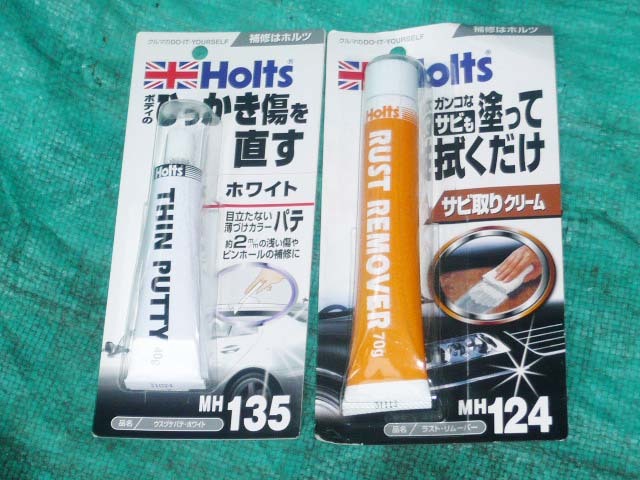 クルマのDO-IT-YOURSELF
補修はホルツ
Holts
ボディの
ひっかき傷を
直す
ホワイト
目立たない
薄づけカラーパテ
約2mmの浅い傷や
ピンホールの補修に
Holts
THIN PUTTY
40g
MH135
品名
ウスヅケパテ・ホワイト
クルマのDO-IT-YOURSELF
補修はホルツ
Holts
ガンコな
サビも
塗って
拭くだけ
サビ取りクリーム
Holts
RUST REMOVER
70g
31113
MH124
品名
ラスト・リムーバー